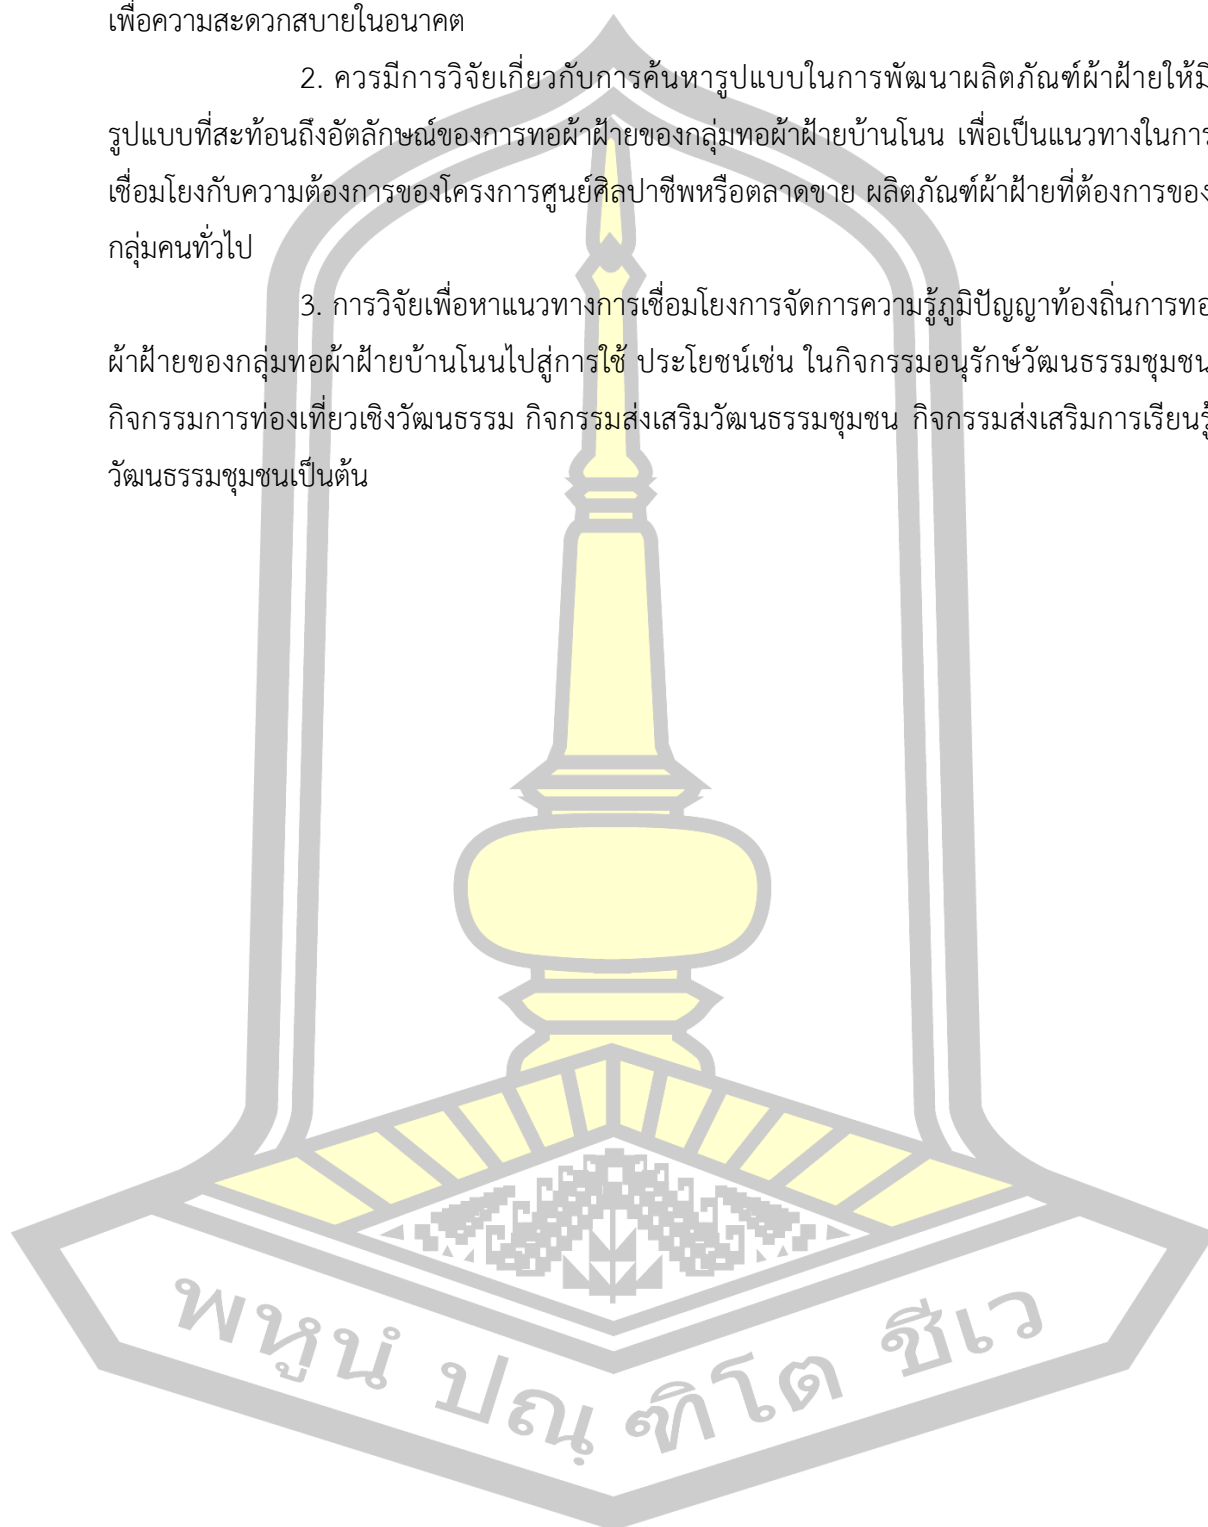 เพื่อความสะดวกสบายในอนาคต
2. ควรมีการวิจัยเกี่ยวกับการค้นหารูปแบบในการพัฒนาผลิตภัณฑ์ผ้าฝ้ายให้มี
รูปแบบที่สะท้อนถึงอัตลักษณ์ของการทอผ้าฝ้ายของกลุ่มทอผ้าฝ้ายบ้านโนน เพื่อเป็นแนวทางในการ
เชื่อมโยงกับความต้องการของโครงการศูนย์ศิลปาชีพหรือตลาดขาย ผลิตภัณฑ์ผ้าฝ้ายที่ต้องการของ
กลุ่มคนทั่วไป
3. การวิจัยเพื่อหาแนวทางการเชื่อมโยงการจัดการความรู้ภูมิปัญญาท้องถิ่นการทอ
ผ้าฝ้ายของกลุ่มทอผ้าฝ้ายบ้านโนนไปสู่การใช้ ประโยชน์เช่น ในกิจกรรมอนุรักษ์วัฒนธรรมชุมชน
กิจกรรมการท่องเที่ยวเชิงวัฒนธรรม กิจกรรมส่งเสริมวัฒนธรรมชุมชน กิจกรรมส่งเสริมการเรียนรู้
วัฒนธรรมชุมชนเป็นต้น
พหูนํ ปณฺฑิโต ชีเว